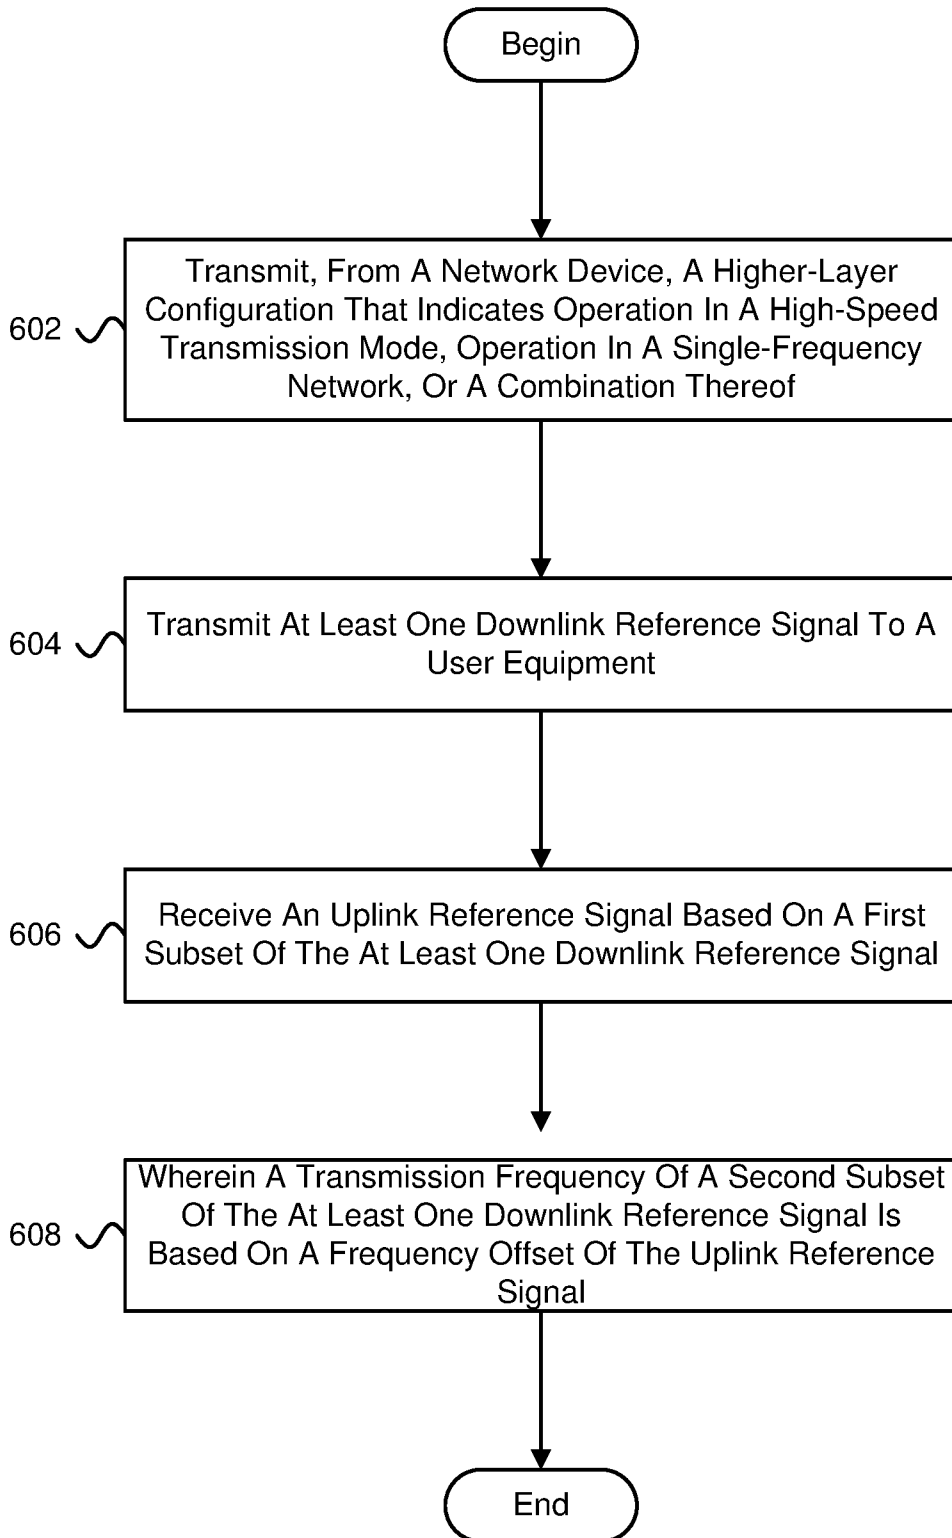 Begin
602
Transmit, From A Network Device, A Higher-Layer
Configuration That Indicates Operation In A High-Speed
Transmission Mode, Operation In A Single-Frequency
Network, Or A Combination Thereof
604
Transmit At Least One Downlink Reference Signal To A
User Equipment
606
Receive An Uplink Reference Signal Based On A First
Subset Of The At Least One Downlink Reference Signal
608
Wherein A Transmission Frequency Of A Second Subset
Of The At Least One Downlink Reference Signal Is
Based On A Frequency Offset Of The Uplink Reference
Signal
End